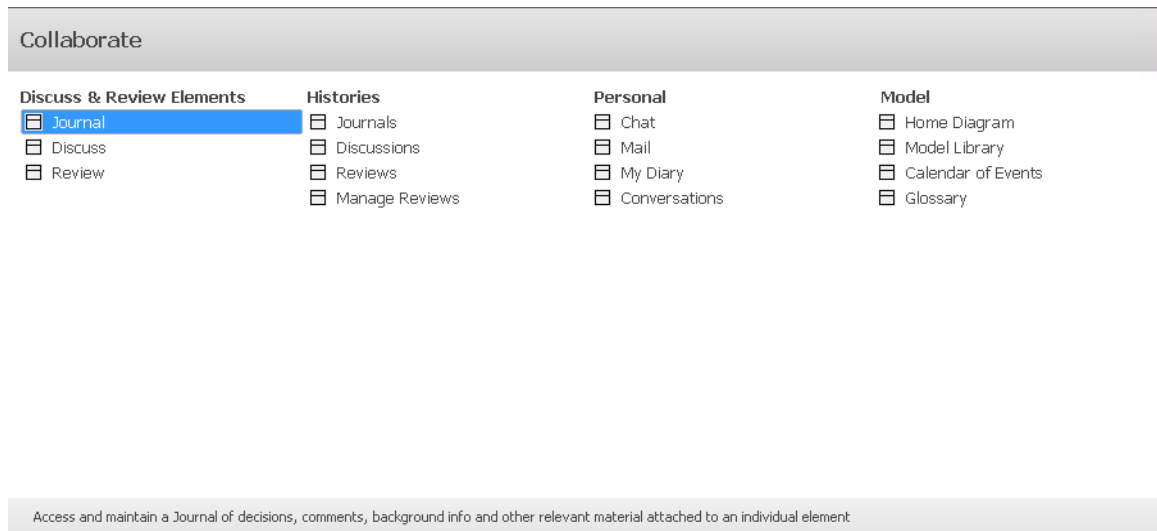 Collaborate
Discuss & Review Elements
Journal
Discuss
Review
Histories
Journals
Discussions
Reviews
Manage Reviews
Personal
Chat
Mail
My Diary
Conversations
Model
Home Diagram
Model Library
Calendar of Events
Glossary
Access and maintain a Journal of decisions, comments, background info and other relevant material attached to an individual element